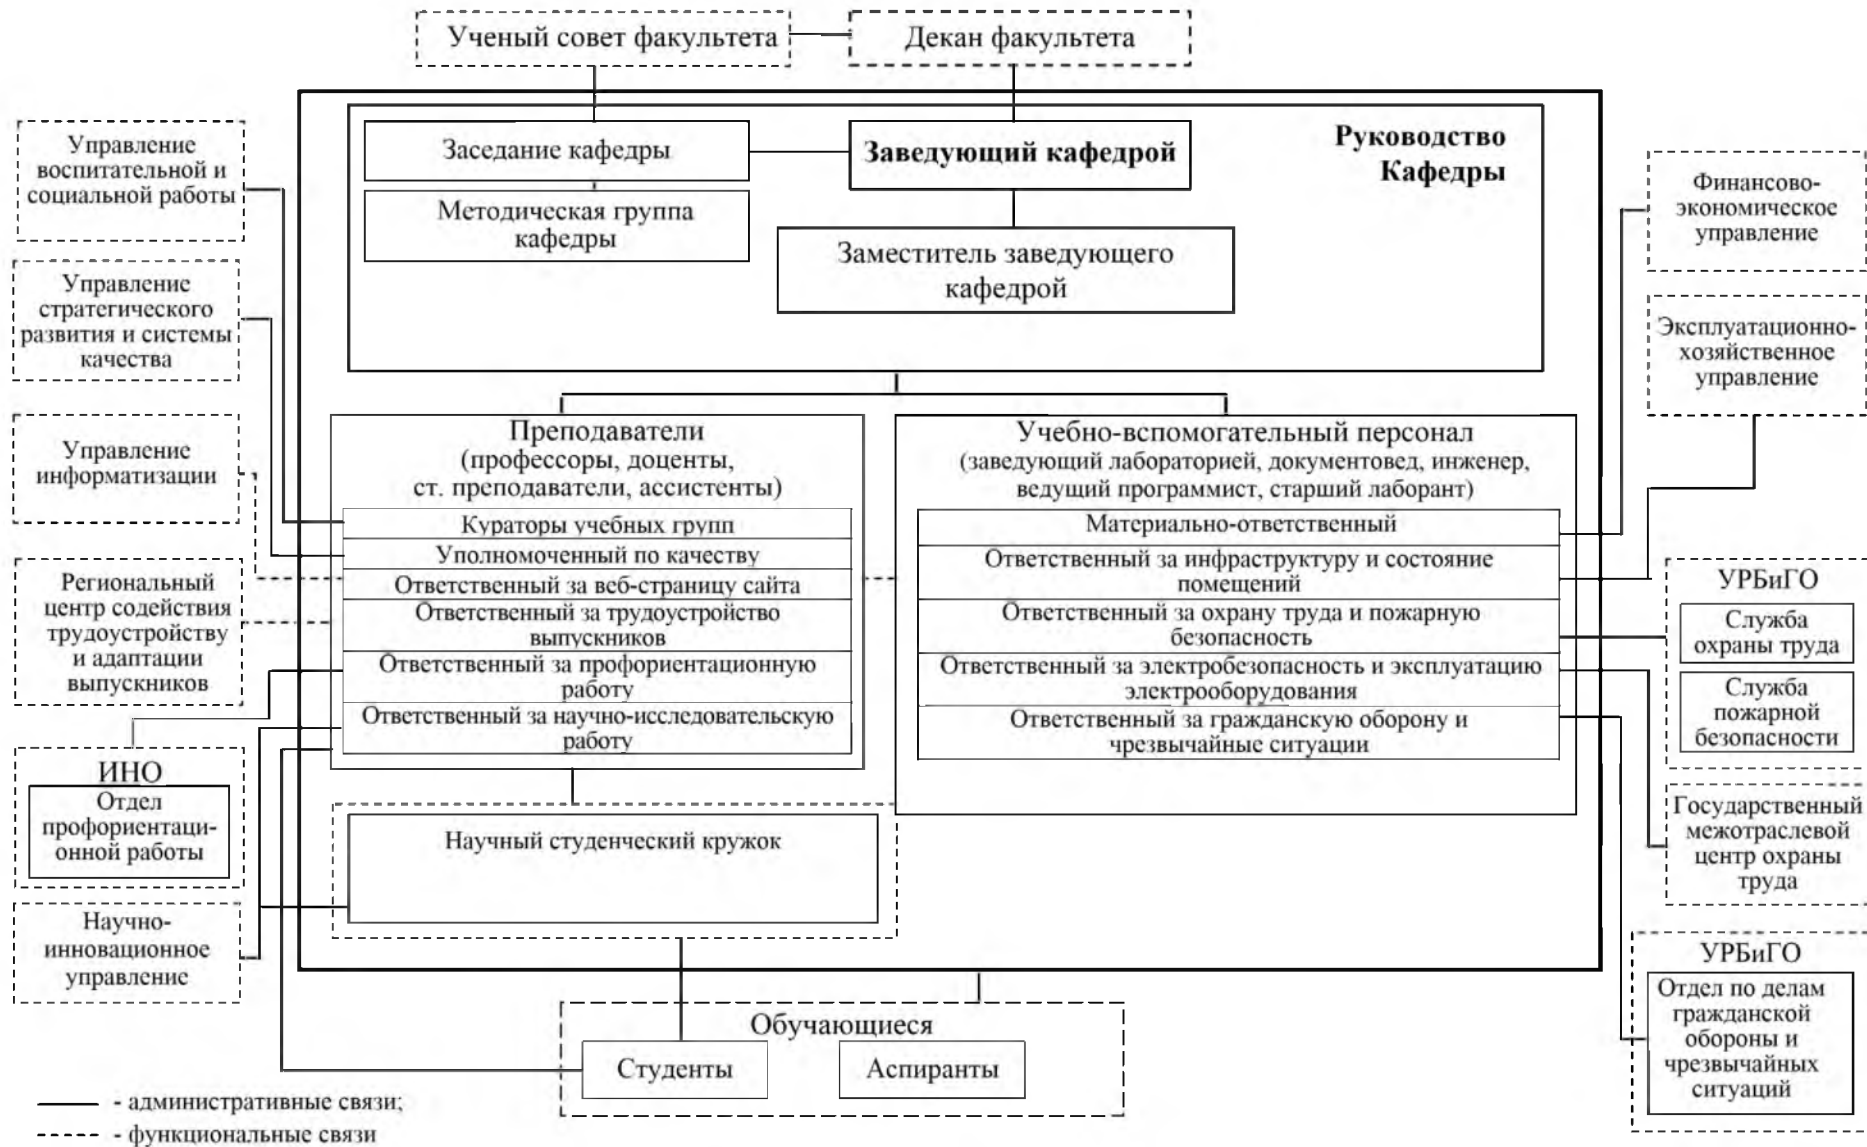 Ученый совет факультета
Декан факультета
Руководство
Кафедры
Заседание кафедры
Заведующий кафедрой
Методическая группа
кафедры
Заместитель заведующего
кафедрой
Управление
воспитательной и
социальной работы
Управление
стратегического
развития и системы
качества
Управление
информатизации
Региональный
центр содействия
трудоустройству
и адаптации
выпускников
ИНО
Отдел
профориентаци-
онной работы
Научно-
инновационное
управление
Преподаватели
(профессоры, доценты,
ст. преподаватели, ассистенты)
Кураторы учебных групп
Уполномоченный по качеству
Ответственный за веб-страницу сайта
Ответственный за трудоустройство
выпускников
Ответственный за профориентационную
работу
Ответственный за научно-исследовательскую
работу
Научный студенческий кружок
Учебно-вспомогательный персонал
(заведующий лабораторией, документовед, инженер,
ведущий программист, старший лаборант)
Материально-ответственный
Ответственный за инфраструктуру и состояние
помещений
Ответственный за охрану труда и пожарную
безопасность
Ответственный за электробезопасность и эксплуатацию
электрооборудования
Ответственный за гражданскую оборону и
чрезвычайные ситуации
Финансово-
экономическое
управление
Эксплуатационно-
хозяйственное
управление
УРБиГО
Служба
охраны труда
Служба
пожарной
безопасности
Государственный
межотраслевой
центр охраны
труда
УРБиГО
Отдел по делам
гражданской
обороны и
чрезвычайных
ситуаций
Обучающиеся
Студенты
Аспиранты
- административные связи;
- функциональные связи